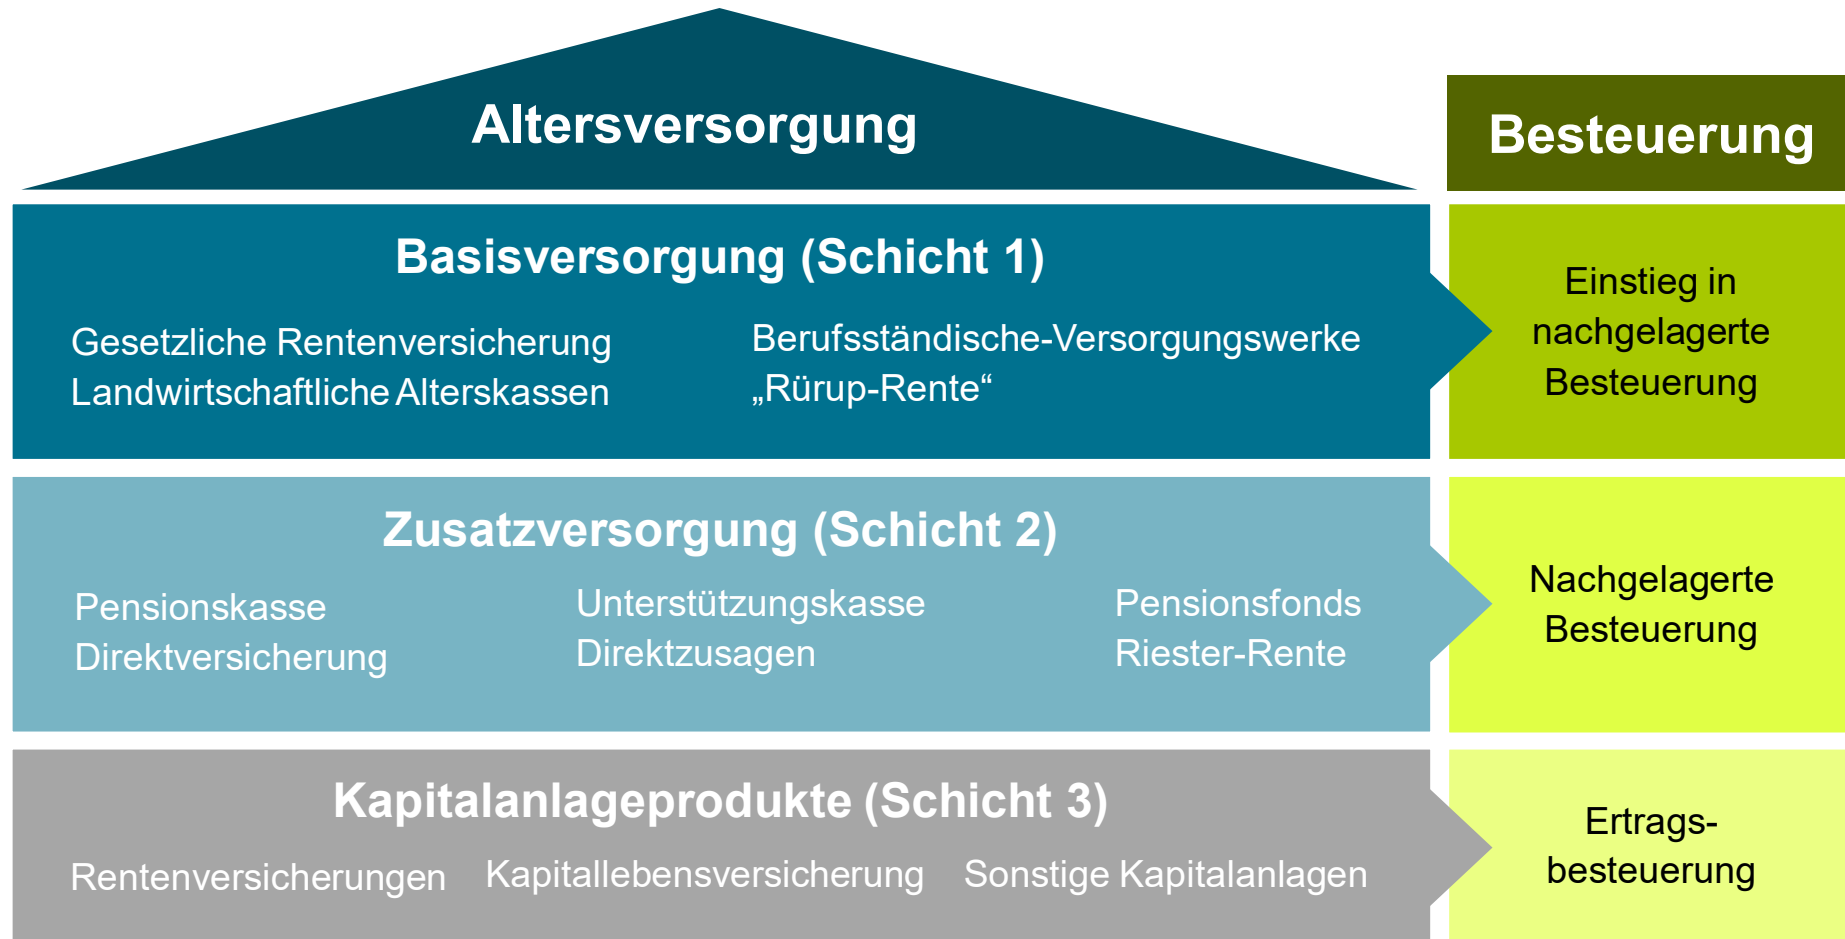 Altersversorgung
Besteuerung
Basisversorgung (Schicht 1)
Gesetzliche Rentenversicherung
Landwirtschaftliche Alterskassen
Berufsständische-Versorgungswerke
„Rürup-Rente“
Einstieg in
nachgelagerte
Besteuerung
Zusatzversorgung (Schicht 2)
Pensionskasse
Direktversicherung
Unterstützungskasse
Direktzusagen
Pensionsfonds
Riester-Rente
Nachgelagerte
Besteuerung
Kapitalanlageprodukte (Schicht 3)
Rentenversicherungen
Kapitallebensversicherung
Sonstige Kapitalanlagen
Ertrags-
besteuerung